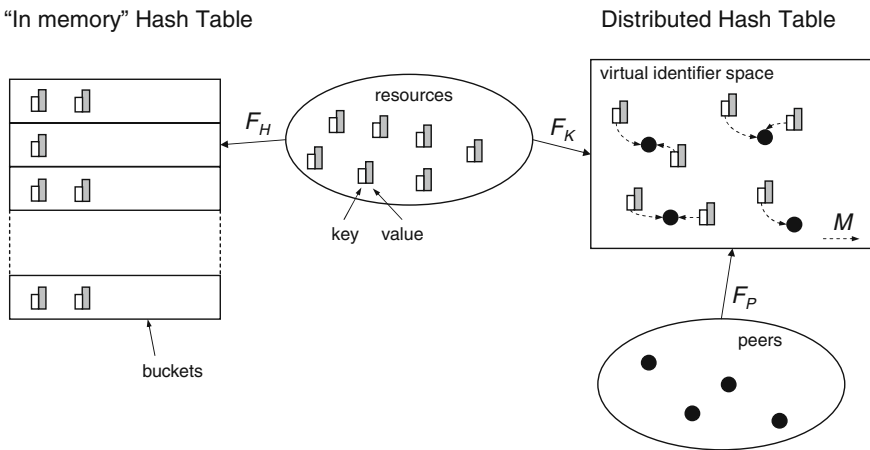 “In memory” Hash Table
Distributed Hash Table
resources
virtual identifier space
F_H
F_K
key
value
M
F_P
buckets
peers